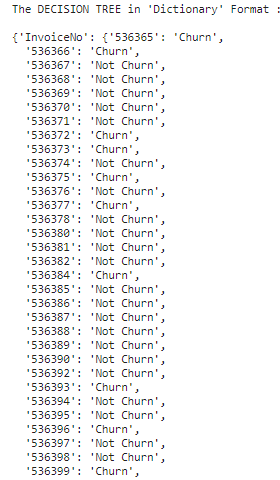 The DECISION TREE in 'Dictionary' Format :
{'InvoiceNo': {'536365': 'Churn',
'536366': 'Churn',
'536367': 'Not Churn',
'536368': 'Not Churn',
'536369': 'Not Churn',
'536370': 'Not Churn',
'536371': 'Not Churn',
'536372': 'Churn',
'536373': 'Churn',
'536374': 'Not Churn',
'536375': 'Churn',
'536376': 'Not Churn',
'536377': 'Churn',
'536378': 'Not Churn',
'536380': 'Not Churn',
'536381': 'Not Churn',
'536382': 'Not Churn',
'536384': 'Churn',
'536385': 'Not Churn',
'536386': 'Not Churn',
'536387': 'Not Churn',
'536388': 'Not Churn',
'536389': 'Not Churn',
'536390': 'Not Churn',
'536392': 'Not Churn',
'536393': 'Churn',
'536394': 'Not Churn',
'536395': 'Not Churn',
'536396': 'Churn',
'536397': 'Not Churn',
'536398': 'Not Churn',
'536399': 'Churn',